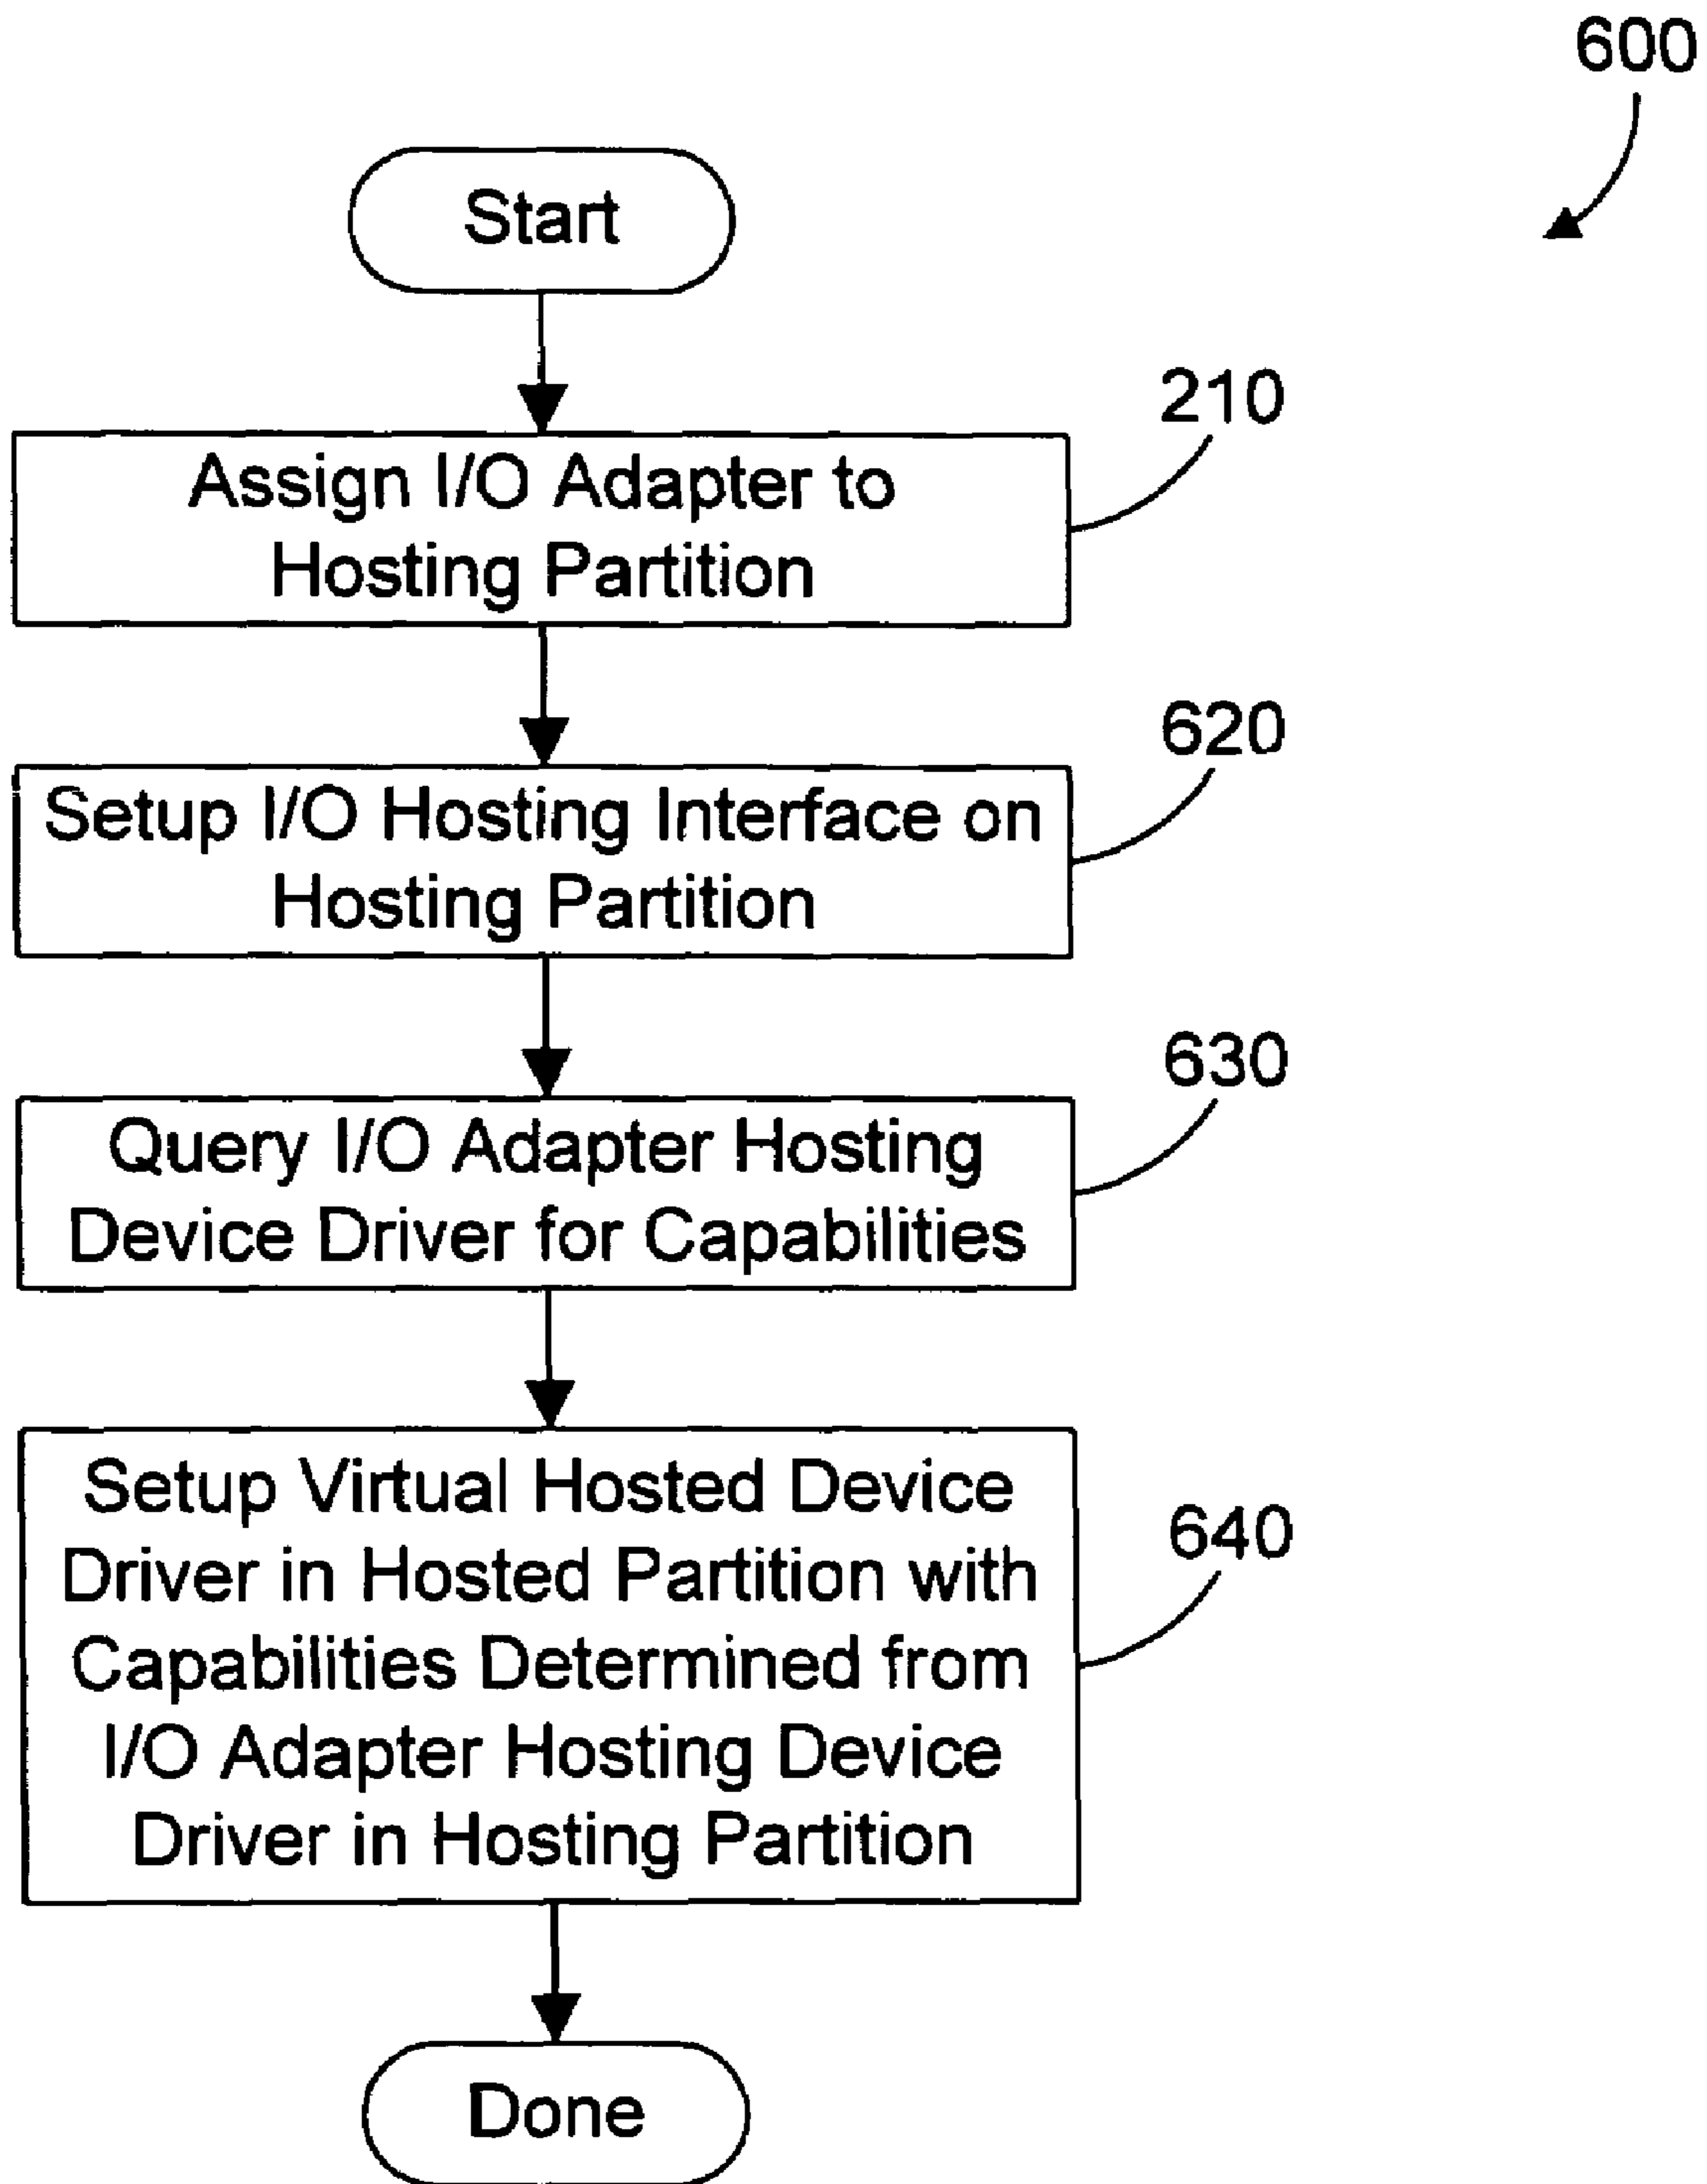 600
Start
210
Assign I/O Adapter to
Hosting Partition
620
Setup I/O Hosting Interface on
Hosting Partition
630
Query I/O Adapter Hosting
Device Driver for Capabilities
640
Setup Virtual Hosted Device
Driver in Hosted Partition with
Capabilities Determined from
I/O Adapter Hosting Device
Driver in Hosting Partition
Done